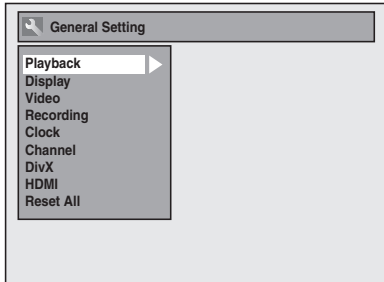 General Setting
Playback
Display
Video
Recording
Clock
Channel
DivX
HDMI
Reset All